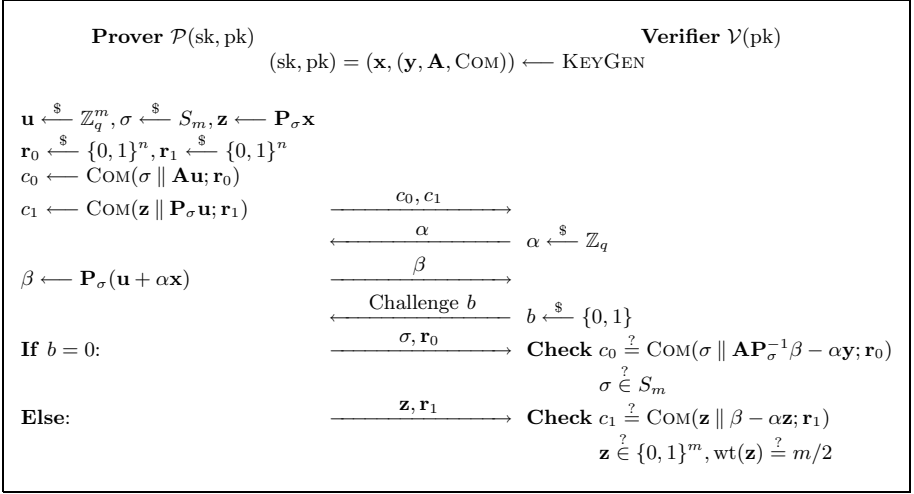 Prover 𝒫(sk, pk) Verifier 𝒱(pk)
(sk, pk) = (x, (y, A, COM)) ⟵ KEYGEN
u ⟵$ ℤ_q^m, σ ⟵$ S_m, z ⟵ P_σx
r_0 ⟵$ {0, 1}^n, r_1 ⟵$ {0, 1}^n
c_0 ⟵ COM(σ ∥ Au; r_0)
c_1 ⟵ COM(z ∥ P_σu; r_1) c_0, c_1
α α ⟵$ ℤ_q
β ⟵ P_σ(u + αx) β
Challenge b b ⟵$ {0, 1}
If b = 0: σ, r_0 Check c_0 ≟ COM(σ ∥ AP_σ^{-1}β − αy; r_0)
σ ∈? S_m
Else: z, r_1 Check c_1 ≟ COM(z ∥ β − αz; r_1)
z ∈? {0, 1}^m, wt(z) ≟ m/2